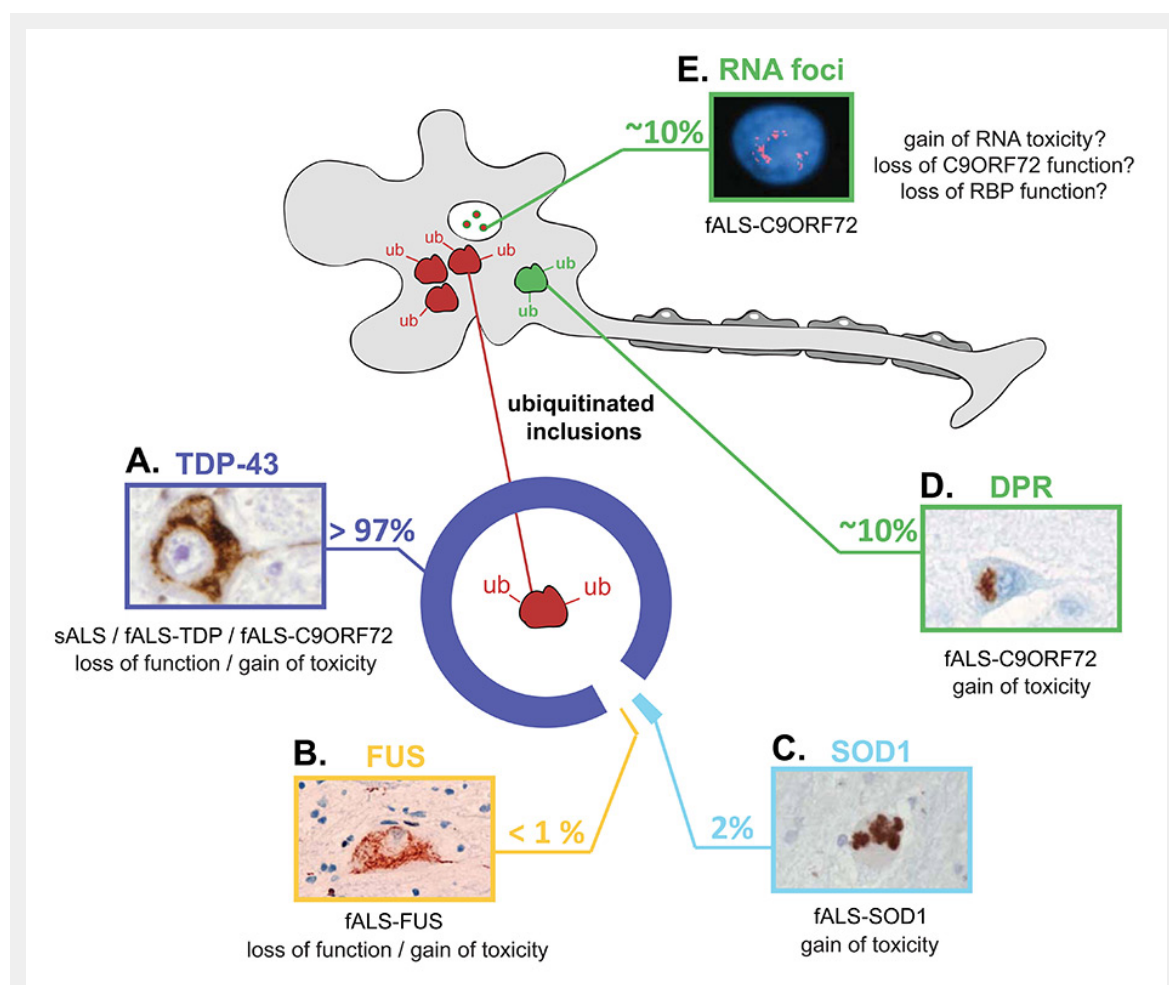 E. RNA foci
~10%
gain of RNA toxicity?
loss of C9ORF72 function?
loss of RBP function?
fALS-C9ORF72
ub
ub
ub
ub
ub
ub
ubiquitinated
inclusions
A. TDP-43
> 97%
sALS / fALS-TDP / fALS-C9ORF72
loss of function / gain of toxicity
ub
ub
D. DPR
~10%
fALS-C9ORF72
gain of toxicity
B. FUS
< 1 %
fALS-FUS
loss of function / gain of toxicity
C. SOD1
2%
fALS-SOD1
gain of toxicity